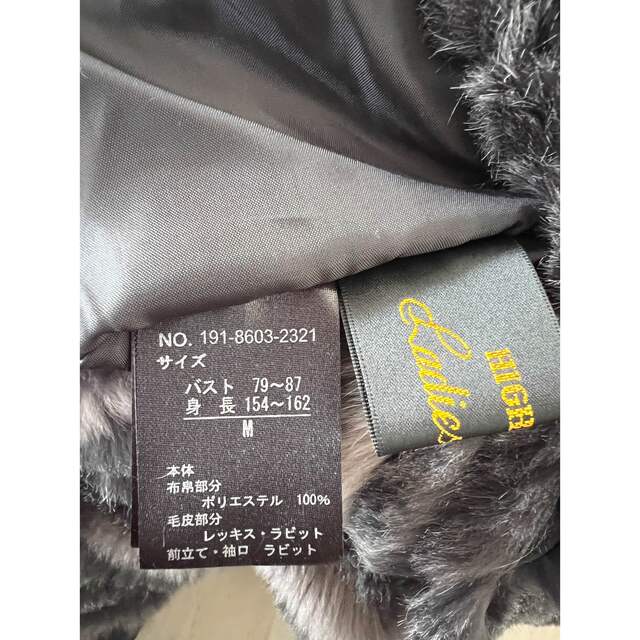 NO. 191-8603-2321
サイズ
バスト 79～87
身長 154～162
M
本体
布帛部分
ポリエステル 100%
毛皮部分
レッキス・ラビット
前立て・袖口 ラビット
HIGH
Ladies